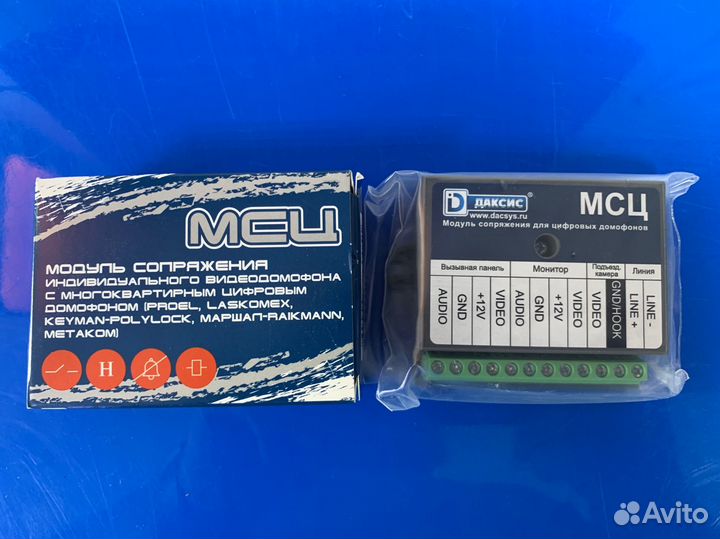 МСЦ
МОДУЛЬ СОПРЯЖЕНИЯ
ИНДИВИДУАЛЬНОГО ВИДЕОДОМОФОНА
С МНОГОКВАРТИРНЫМ ЦИФРОВЫМ
ДОМОФОНОМ (PROEL, LASKOMEX,
KEYMAN-POLYLOCK, МАРШАЛ-RAIKMANN,
МЕТАКОМ)
Н
D ДАКСИС®
www.dacsys.ru
МСЦ
Модуль сопряжения для цифровых домофонов
Вызывная панель
Монитор
Подъезд. камера
Линия
AUDIO
GND
+12V
VIDEO
AUDIO
GND
+12V
VIDEO
VIDEO
GND/HOOK
LINE +
LINE -
Avito